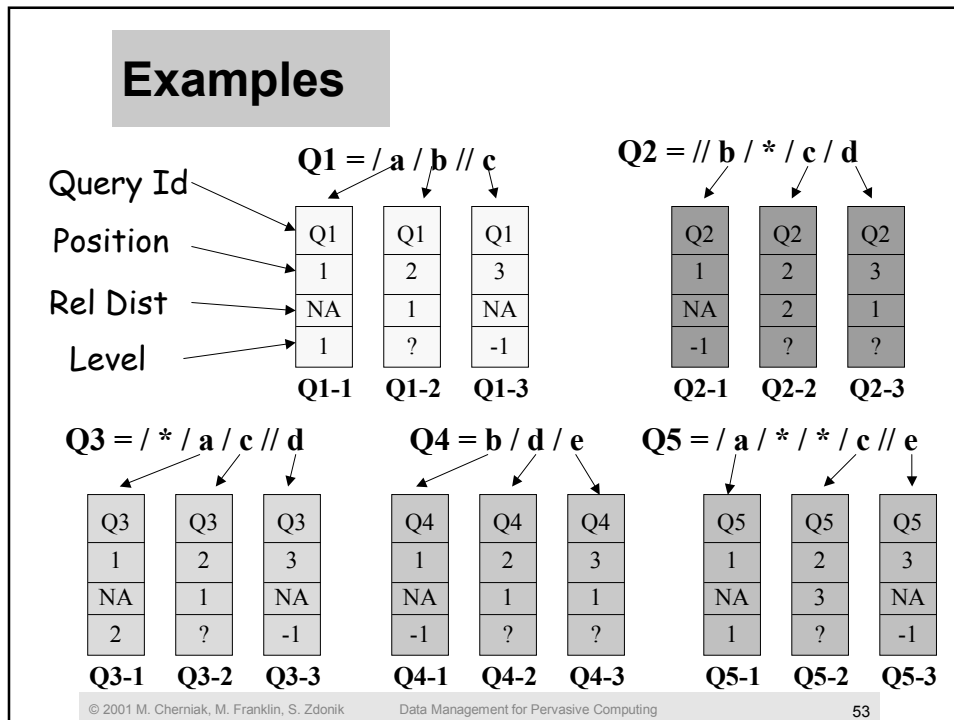 Examples
Q1 = / a / b // c
Q2 = // b / * / c / d
Query Id
Position
Rel Dist
Level
Q1 Q1 Q1
1 2 3
NA 1 NA
1 ? -1
Q1-1 Q1-2 Q1-3
Q2 Q2 Q2
1 2 3
NA 2 1
-1 ? ?
Q2-1 Q2-2 Q2-3
Q3 = / * / a / c // d
Q4 = b / d / e
Q5 = / a / * / * / c // e
Q3 Q3 Q3
1 2 3
NA 1 NA
2 ? -1
Q3-1 Q3-2 Q3-3
Q4 Q4 Q4
1 2 3
NA 1 1
-1 ? ?
Q4-1 Q4-2 Q4-3
Q5 Q5 Q5
1 2 3
NA 3 NA
1 ? -1
Q5-1 Q5-2 Q5-3
© 2001 M. Cherniak, M. Franklin, S. Zdonik Data Management for Pervasive Computing 53